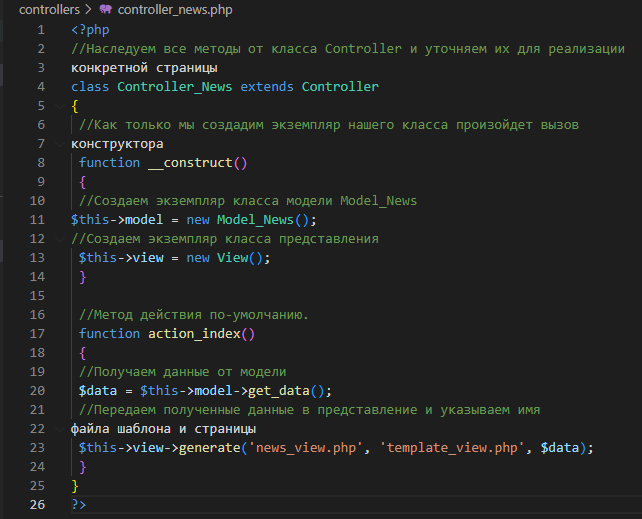 controllers > controller_news.php
1 <?php
2 //Наследуем все методы от класса Controller и уточняем их для реализации
3 конкретной страницы
4 class Controller_News extends Controller
5 {
6 //Как только мы создадим экземпляр нашего класса произойдет вызов
7 конструктора
8 function __construct()
9 {
10 //Создаем экземпляр класса модели Model_News
11 $this->model = new Model_News();
12 //Создаем экземпляр класса представления
13 $this->view = new View();
14 }
15
16 //Метод действия по-умолчанию.
17 function action_index()
18 {
19 //Получаем данные от модели
20 $data = $this->model->get_data();
21 //Передаем полученные данные в представление и указываем имя
22 файла шаблона и страницы
23 $this->view->generate('news_view.php', 'template_view.php', $data);
24 }
25 }
26 ?>